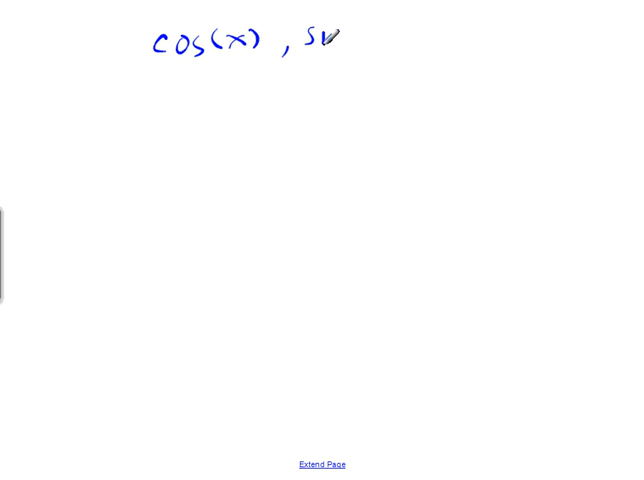 cos(x), s
Extend Page